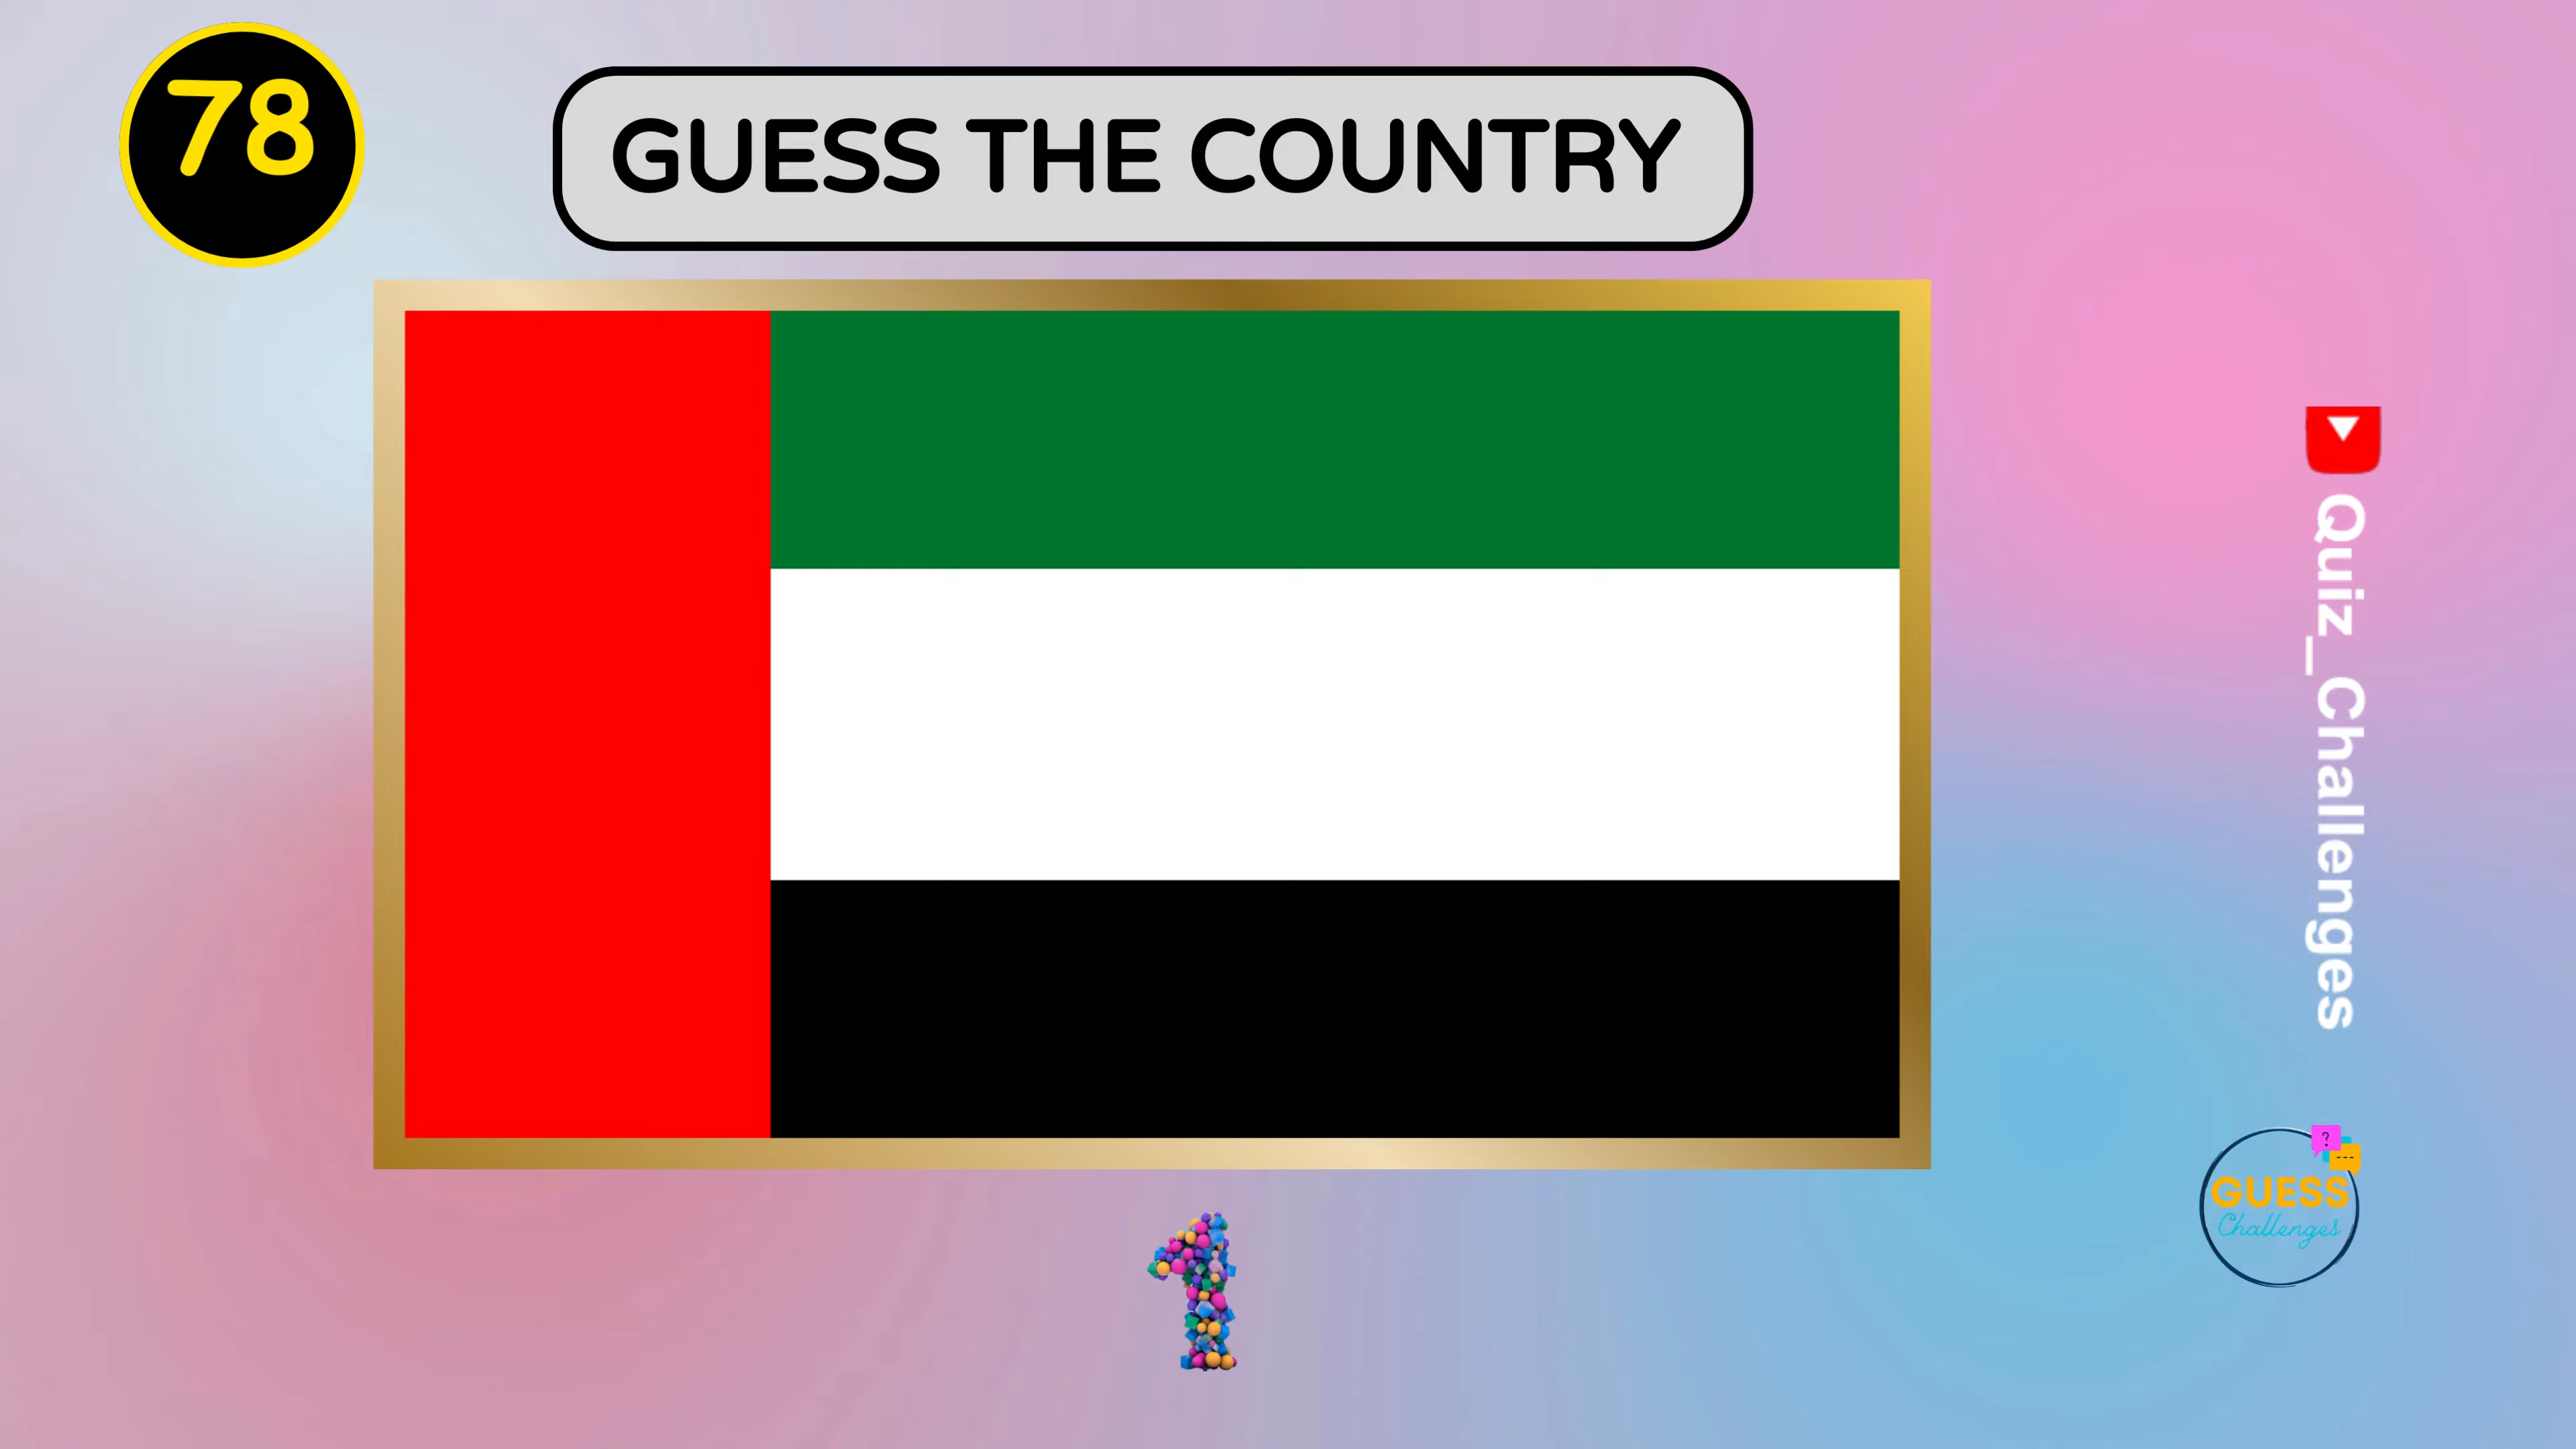 78
GUESS THE COUNTRY
Quiz_Challenges
?
---
GUESS
Challenges
1